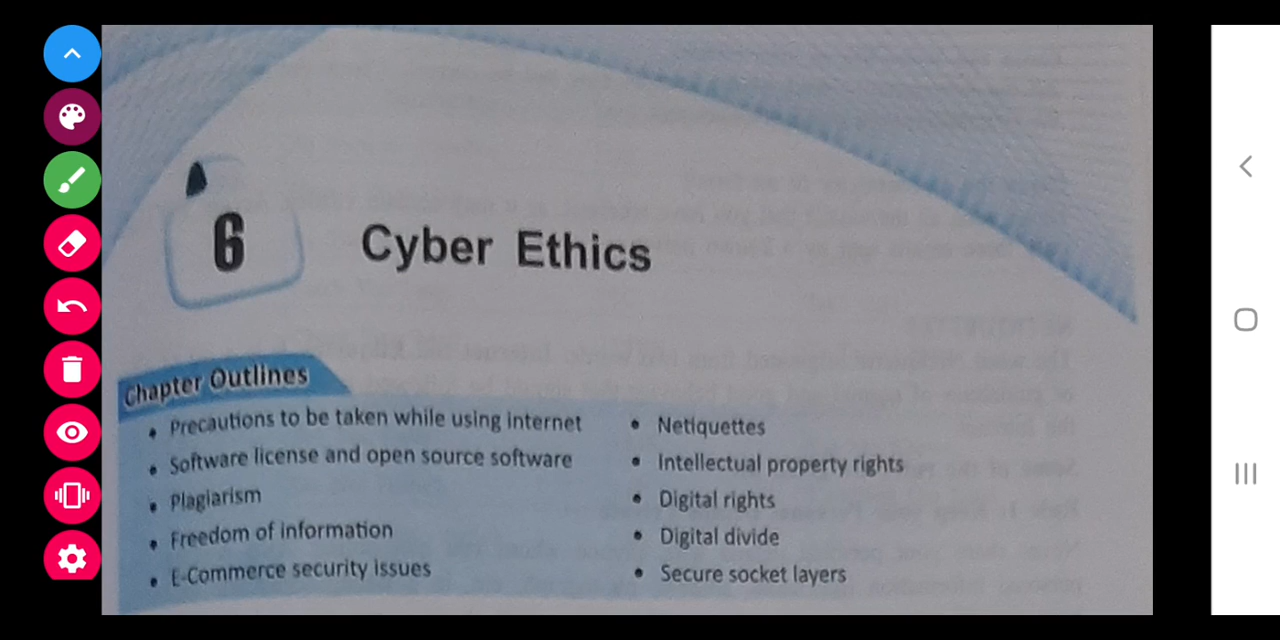 6
Cyber Ethics
Chapter Outlines
• Precautions to be taken while using internet
• Software license and open source software
• Plagiarism
• Freedom of information
• E-Commerce security issues
• Netiquettes
• Intellectual property rights
• Digital rights
• Digital divide
• Secure socket layers